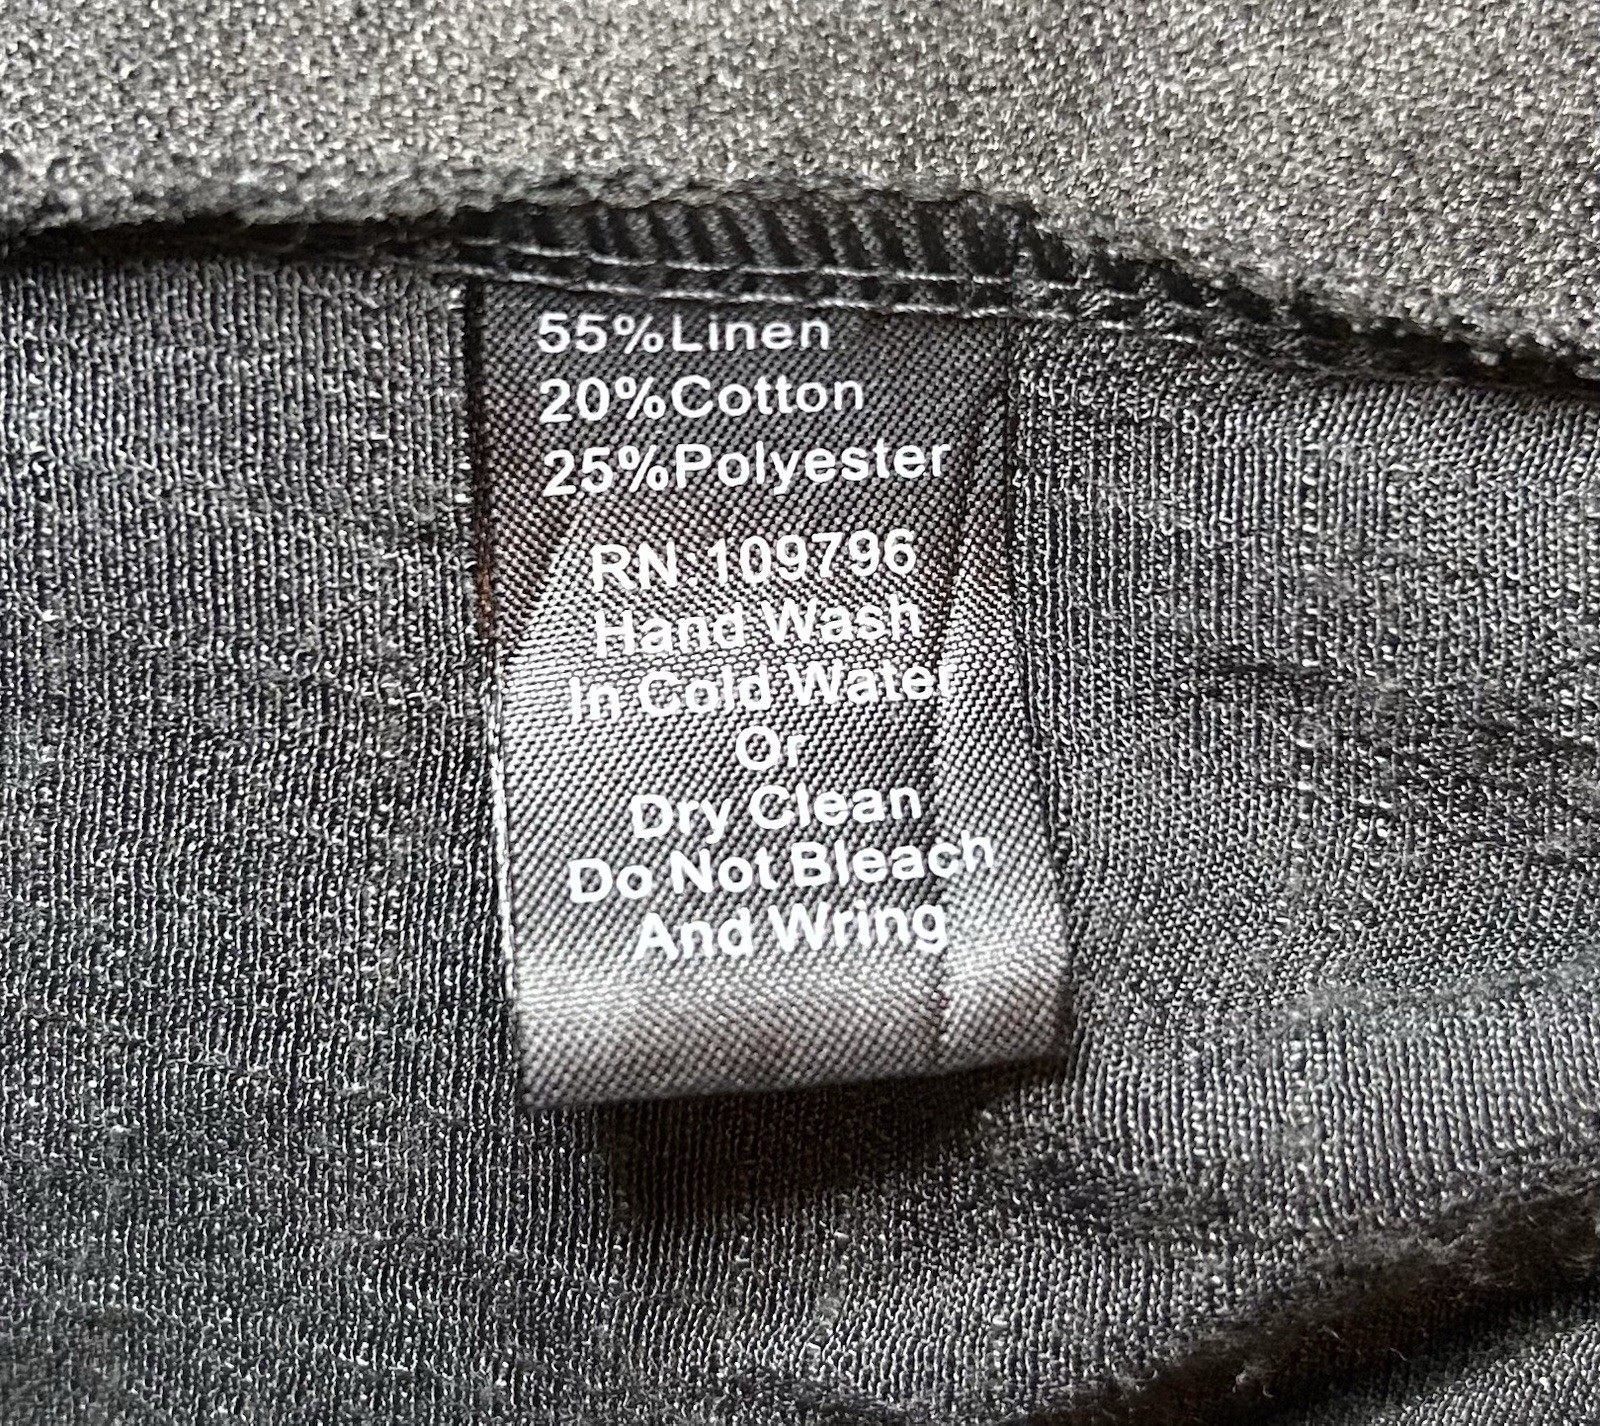 55%Linen
20%Cotton
25%Polyester
RN:109796
Hand Wash
In Cold Water
Or
Dry Clean
Do Not Bleach
And Wring